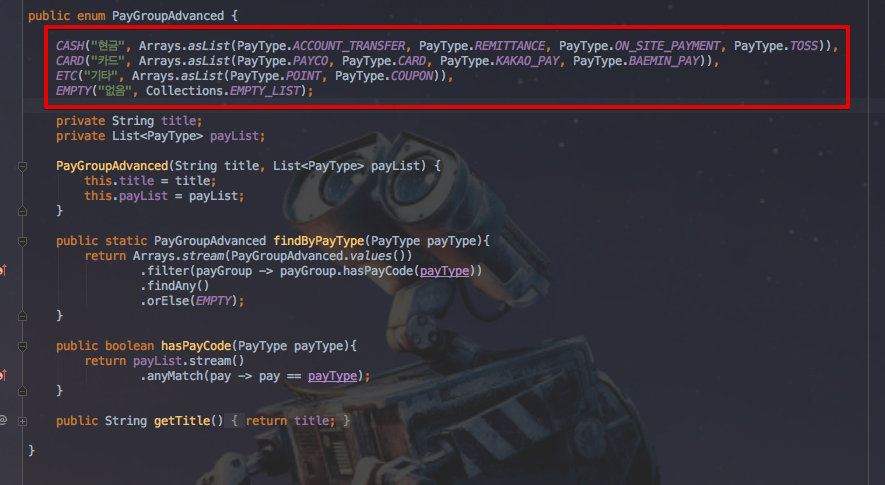 public enum PayGroupAdvanced {
CASH("현금", Arrays.asList(PayType.ACCOUNT_TRANSFER, PayType.REMITTANCE, PayType.ON_SITE_PAYMENT, PayType.TOSS)),
CARD("카드", Arrays.asList(PayType.PAYCO, PayType.CARD, PayType.KAKAO_PAY, PayType.BAEMIN_PAY)),
ETC("기타", Arrays.asList(PayType.POINT, PayType.COUPON)),
EMPTY("없음", Collections.EMPTY_LIST);
private String title;
private List<PayType> payList;
PayGroupAdvanced(String title, List<PayType> payList) {
this.title = title;
this.payList = payList;
}
public static PayGroupAdvanced findByPayType(PayType payType){
return Arrays.stream(PayGroupAdvanced.values())
.filter(payGroup -> payGroup.hasPayCode(payType))
.findAny()
.orElse(EMPTY);
}
public boolean hasPayCode(PayType payType){
return payList.stream()
.anyMatch(pay -> pay == payType);
}
@ public String getTitle() { return title; }
}